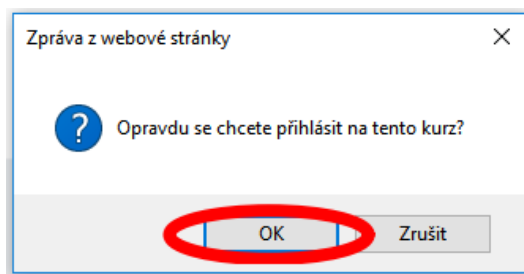 Zpráva z webové stránky
Opravdu se chcete přihlásit na tento kurz?
OK
Zrušit